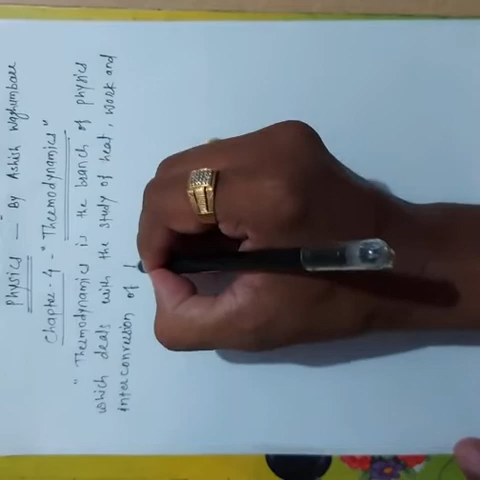 Physics — " By Ashish Waghumbare
Chapter - 4 - "Thermodynamics"
" Thermodynamics is the branch of physics
which deals with the study of heat, work and
interconversion of